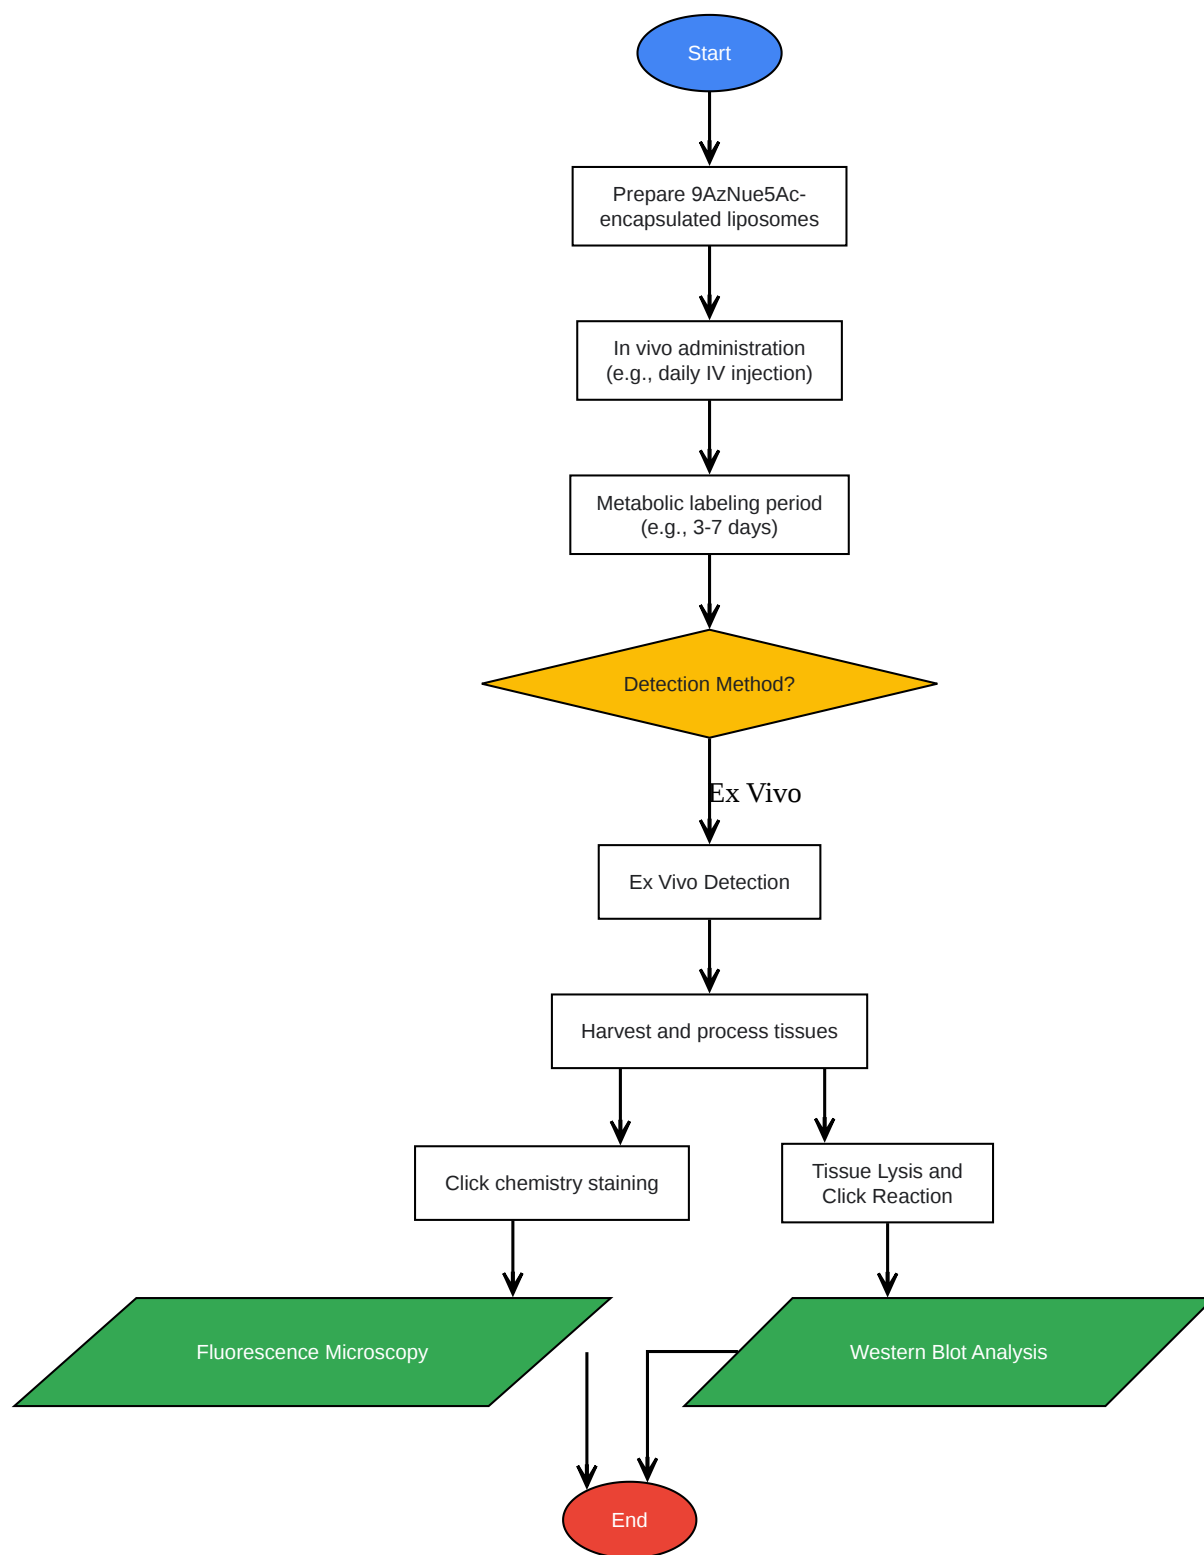 Start
Prepare 9AzNue5Ac-
encapsulated liposomes
In vivo administration
(e.g., daily IV injection)
Metabolic labeling period
(e.g., 3-7 days)
Detection Method?
Ex Vivo
Ex Vivo Detection
Harvest and process tissues
Click chemistry staining
Tissue Lysis and
Click Reaction
Fluorescence Microscopy
Western Blot Analysis
End